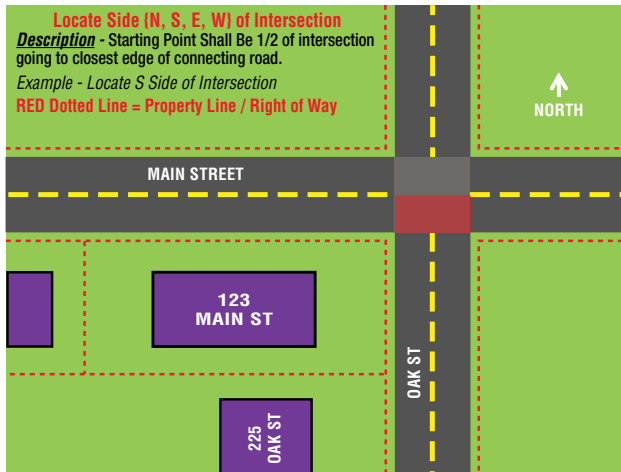 Locate Side {N, S, E, W} of Intersection
Description - Starting Point Shall Be 1/2 of intersection
going to closest edge of connecting road.
Example - Locate S Side of Intersection
RED Dotted Line = Property Line / Right of Way
NORTH
MAIN STREET
123
MAIN ST
OAK ST
225
OAK ST